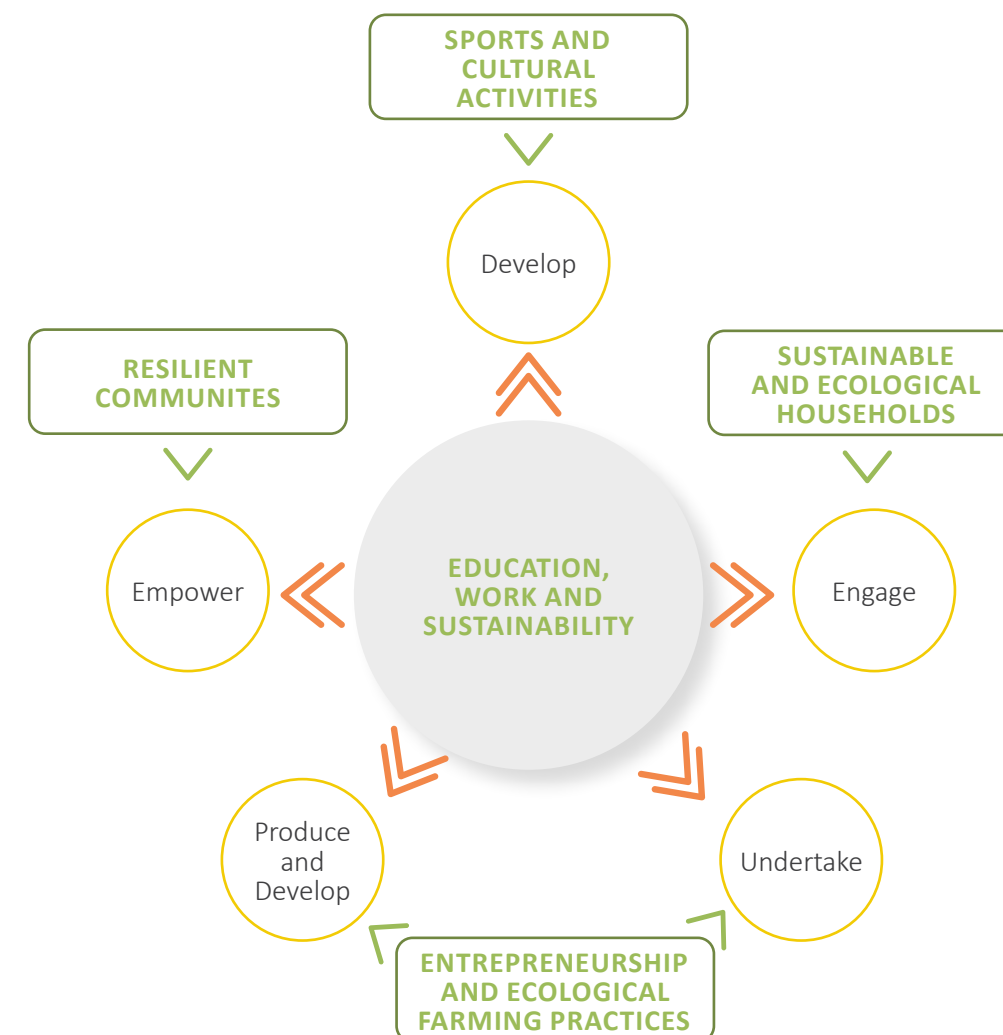 SPORTS AND
CULTURAL
ACTIVITIES
Develop
RESILIENT
COMMUNITES
SUSTAINABLE
AND ECOLOGICAL
HOUSEHOLDS
Empower
EDUCATION,
WORK AND
SUSTAINABILITY
Engage
Produce
and
Develop
Undertake
ENTREPRENEURSHIP
AND ECOLOGICAL
FARMING PRACTICES